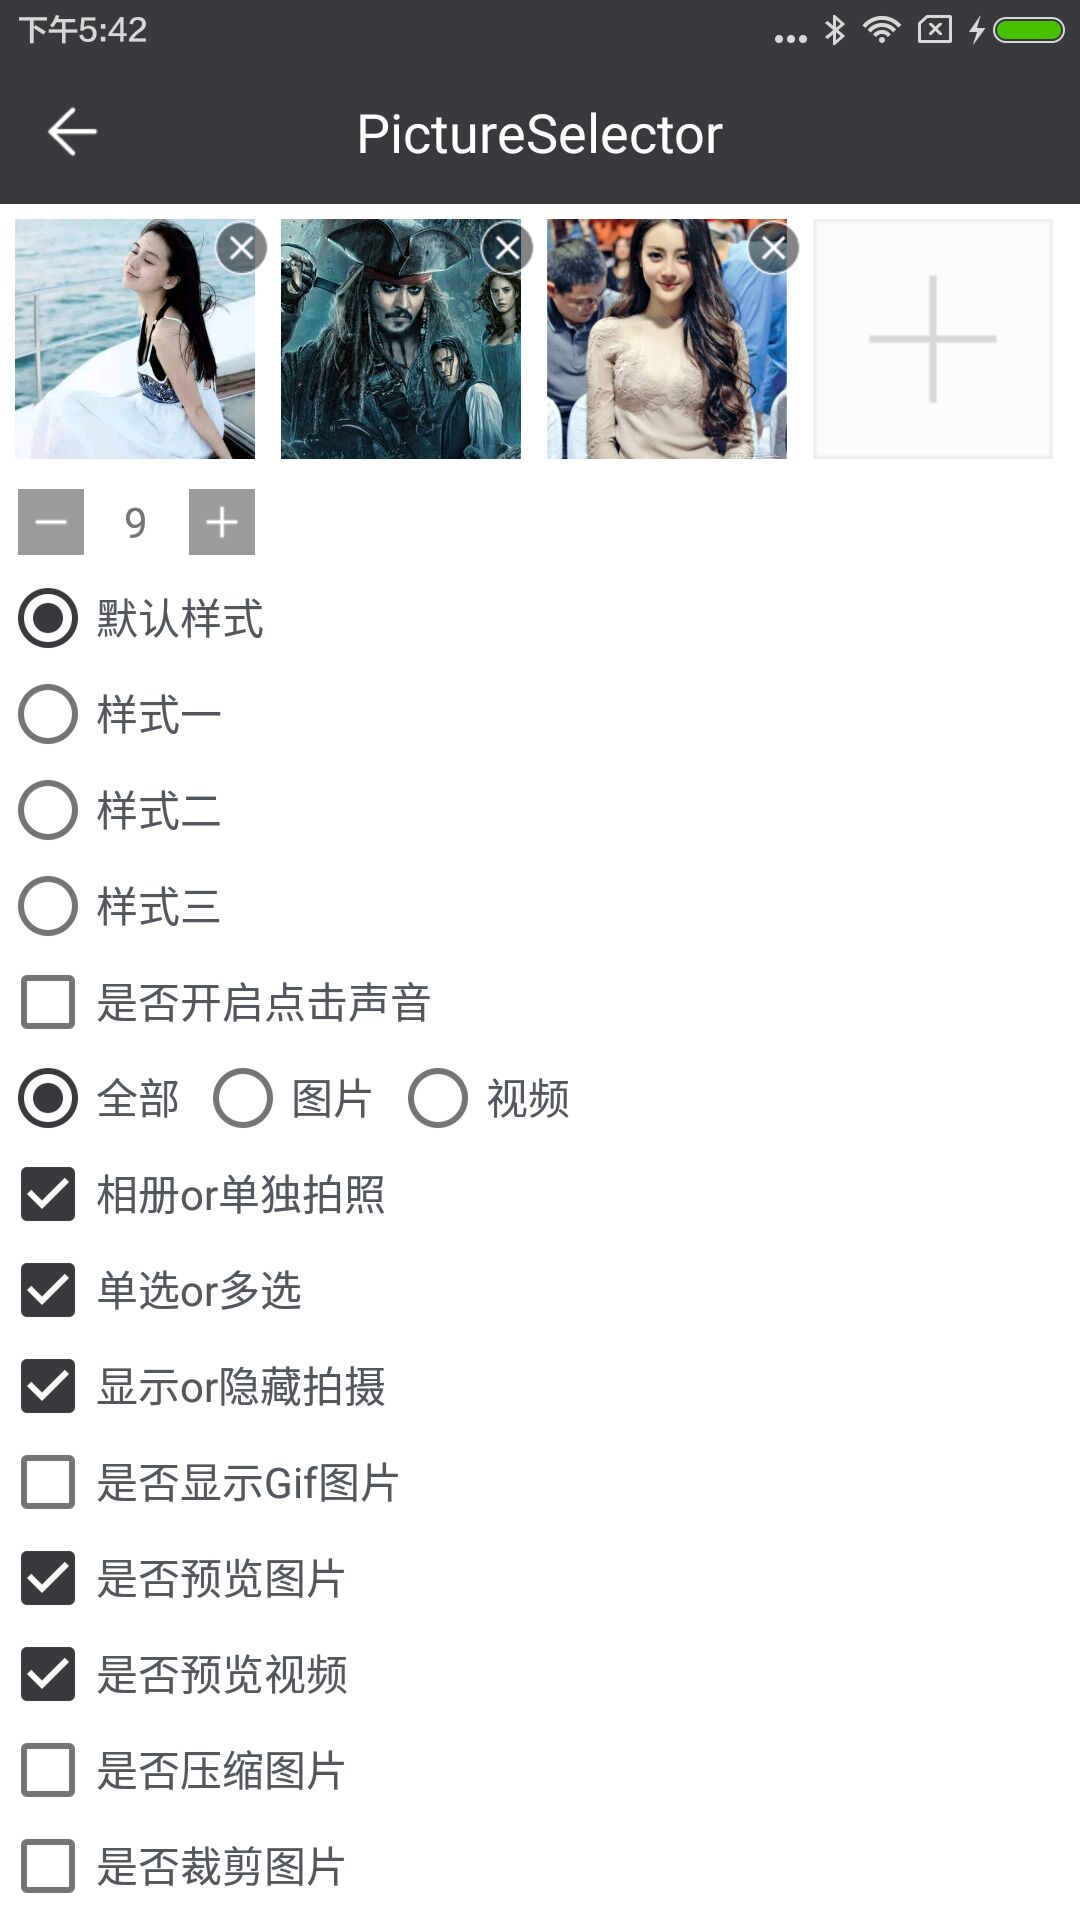 下午5:42
PictureSelector
9
默认样式
样式一
样式二
样式三
是否开启点击声音
全部 图片 视频
相册or单独拍照
单选or多选
显示or隐藏拍摄
是否显示Gif图片
是否预览图片
是否预览视频
是否压缩图片
是否裁剪图片